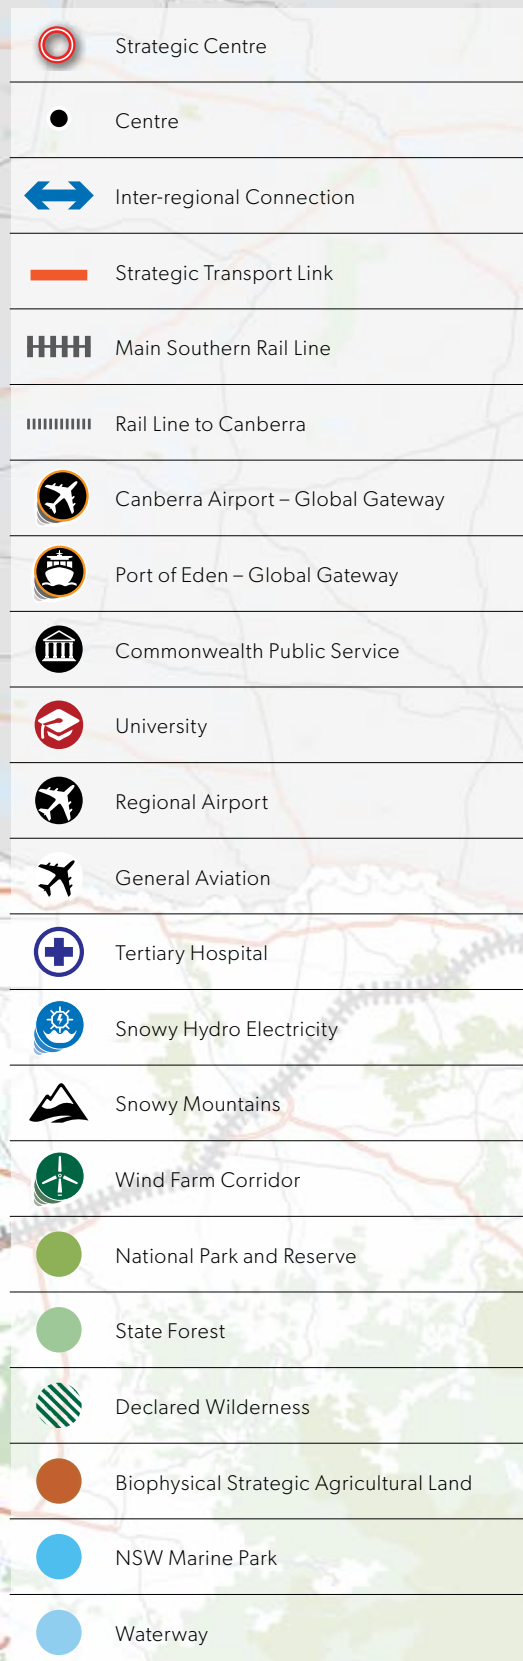 Strategic Centre
Centre
Inter-regional Connection
Strategic Transport Link
Main Southern Rail Line
Rail Line to Canberra
Canberra Airport – Global Gateway
Port of Eden – Global Gateway
Commonwealth Public Service
University
Regional Airport
General Aviation
Tertiary Hospital
Snowy Hydro Electricity
Snowy Mountains
Wind Farm Corridor
National Park and Reserve
State Forest
Declared Wilderness
Biophysical Strategic Agricultural Land
NSW Marine Park
Waterway